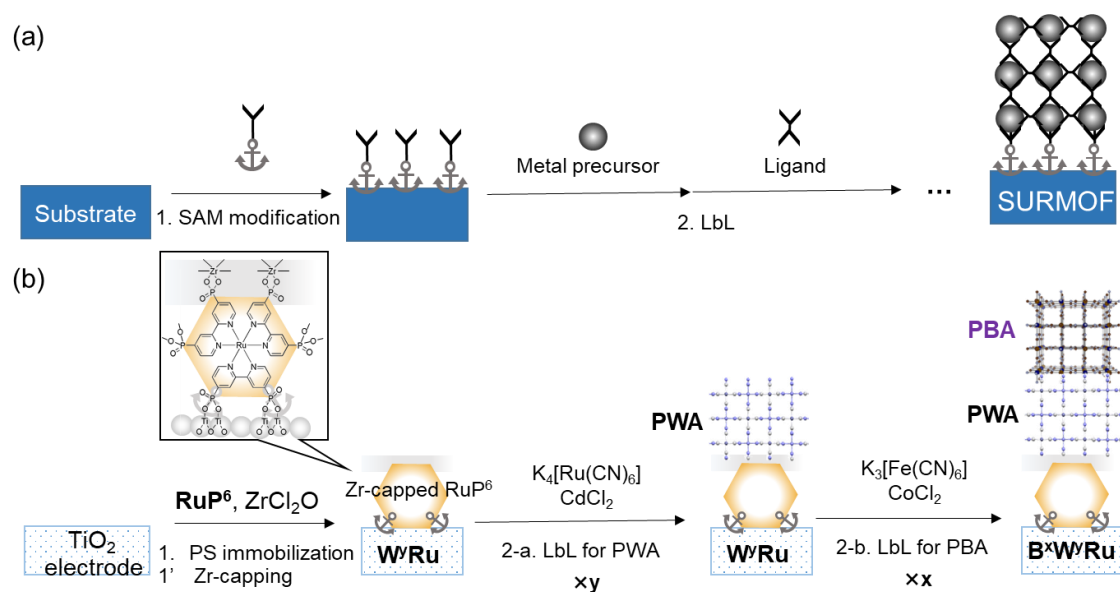 (a)
Metal precursor
Ligand
Substrate
1. SAM modification
2. LbL
...
SURMOF
(b)
Zr
Zr
O
O
O
O
O
P
O
P
O
O
N
N
O
P
N
Ru
N
P
O
O
O
N
N
P
P
O
O
O
O
O
O
Ti
Ti
Ti
Ti
O
O
O
O
O
O
PBA
PWA
PWA
RuP⁶, ZrCl₂O
Zr-capped RuP⁶
K₄[Ru(CN)₆]
CdCl₂
K₃[Fe(CN)₆]
CoCl₂
TiO₂
electrode
1. PS immobilization
1' Zr-capping
WʸRu
2-a. LbL for PWA
×y
WʸRu
2-b. LbL for PBA
×x
BˣWʸRu